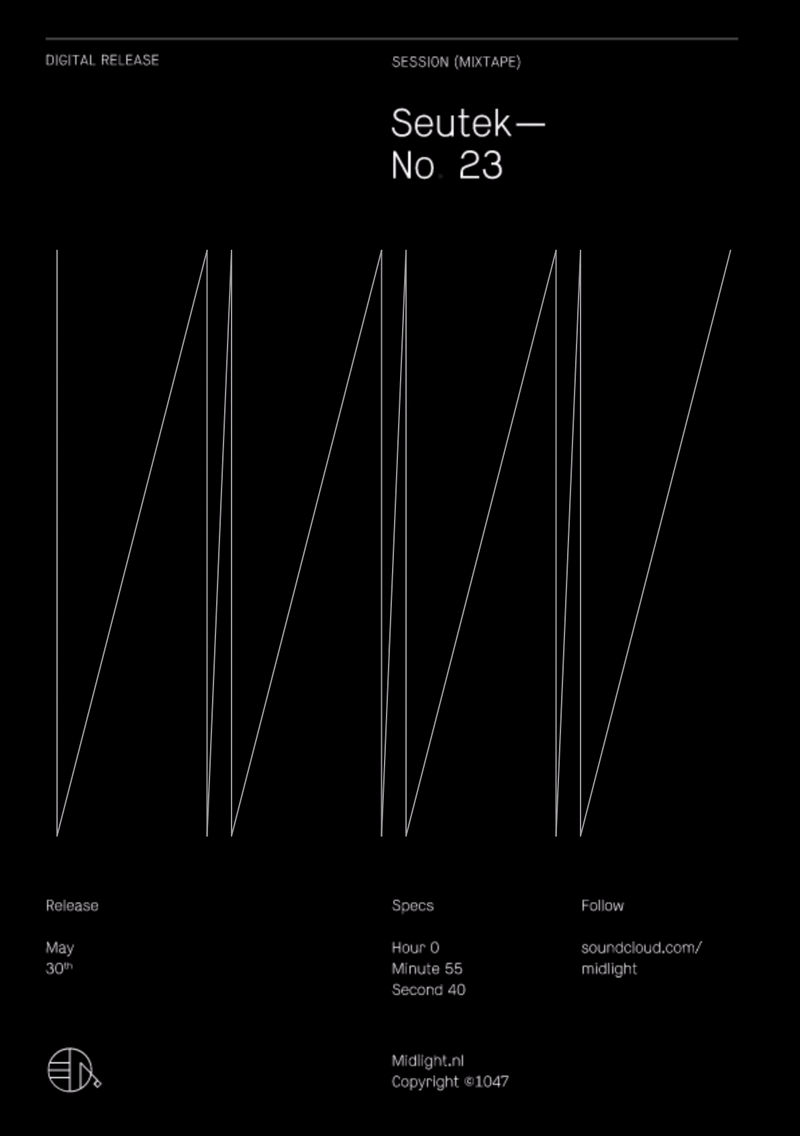 DIGITAL RELEASE
SESSION (MIXTAPE)
Seutek—
No. 23
Release
May
30th
Specs
Hour 0
Minute 55
Second 40
Follow
soundcloud.com/
midlight
Midlight.nl
Copyright ©1047